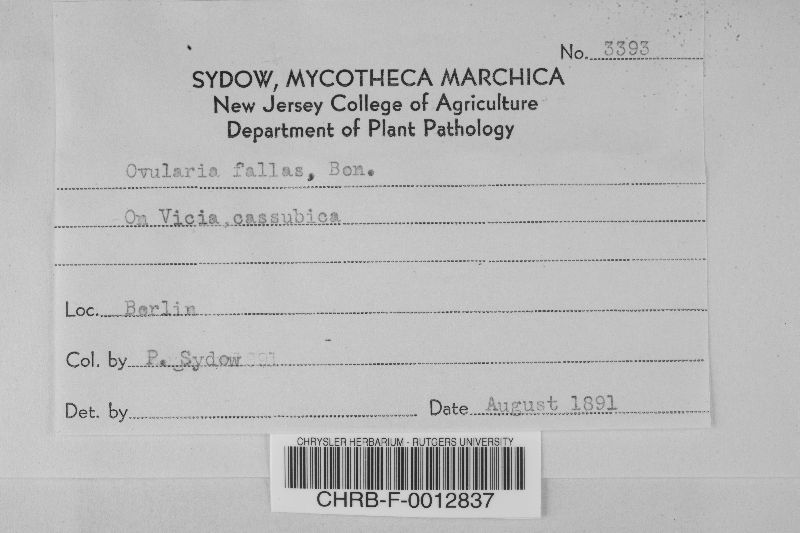 No. 3393
SYDOW, MYCOTHECA MARCHICA
New Jersey College of Agriculture
Department of Plant Pathology
Ovularia fallas, Bon.
On Vicia cassubica
Loc. Berlin
Col. by P. Sydow
Det. by
Date August 1891
CHRYSLER HERBARIUM - RUTGERS UNIVERSITY
CHRB-F-0012837